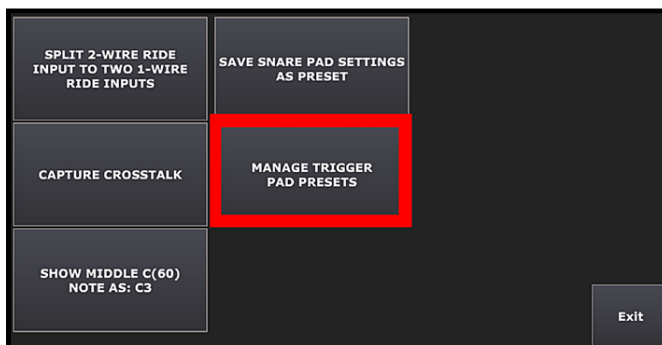 SPLIT 2-WIRE RIDE
INPUT TO TWO 1-WIRE
RIDE INPUTS
SAVE SNARE PAD SETTINGS
AS PRESET
CAPTURE CROSSTALK
MANAGE TRIGGER
PAD PRESETS
SHOW MIDDLE C(60)
NOTE AS: C3
Exit